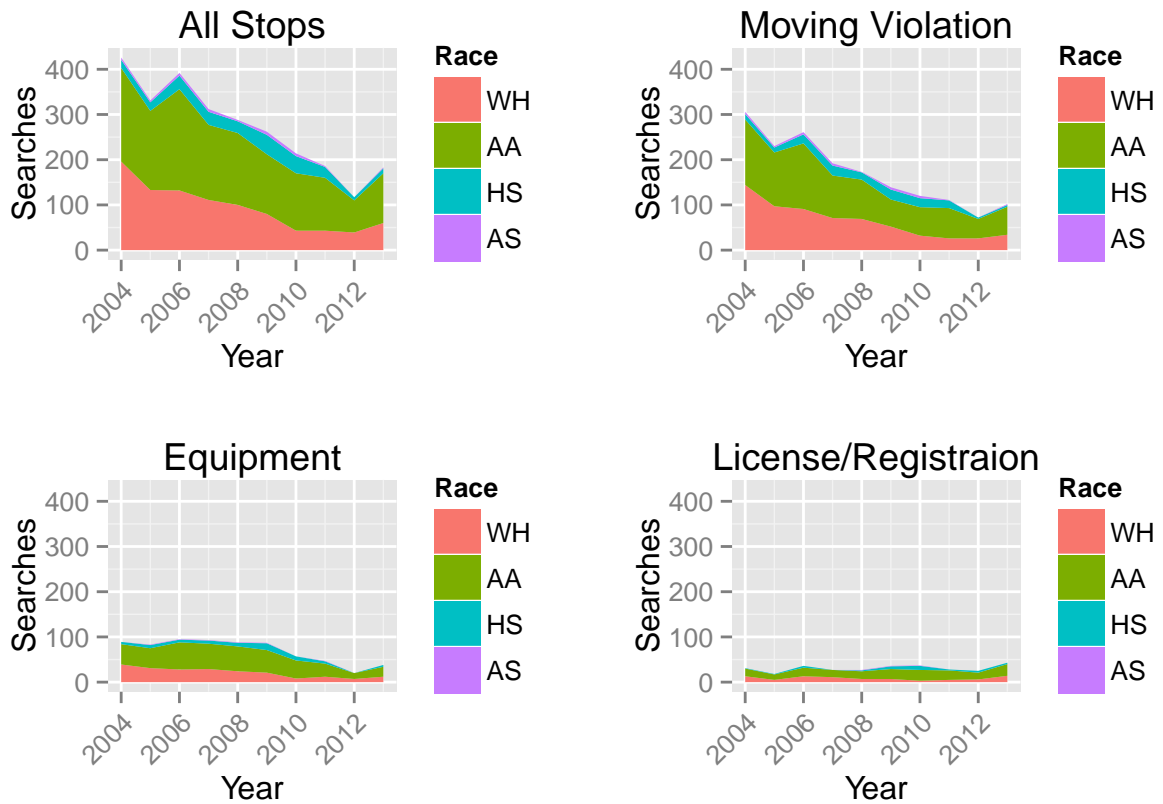 All Stops
Searches
400
300
200
100
0
2004
2006
2008
2010
2012
Year
Race
WH
AA
HS
AS
Moving Violation
Searches
400
300
200
100
0
2004
2006
2008
2010
2012
Year
Race
WH
AA
HS
AS
Equipment
Searches
400
300
200
100
0
2004
2006
2008
2010
2012
Year
Race
WH
AA
HS
AS
License/Registraion
Searches
400
300
200
100
0
2004
2006
2008
2010
2012
Year
Race
WH
AA
HS
AS